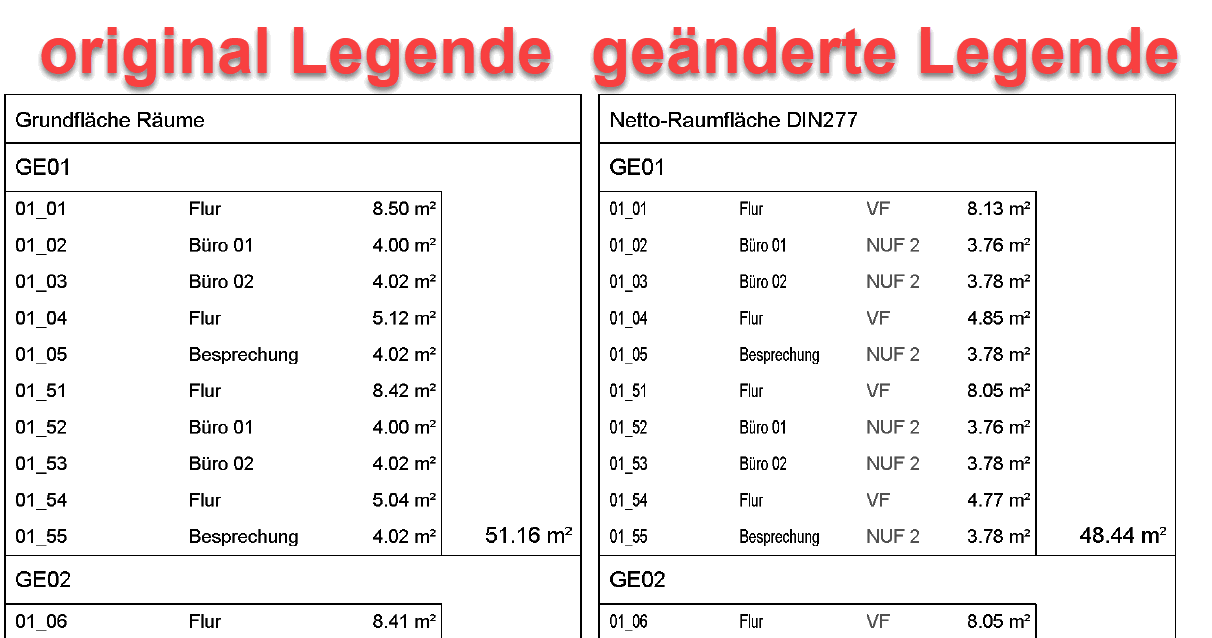 original Legende
Grundfläche Räume
GE01
01_01 Flur 8.50 m²
01_02 Büro 01 4.00 m²
01_03 Büro 02 4.02 m²
01_04 Flur 5.12 m²
01_05 Besprechung 4.02 m²
01_51 Flur 8.42 m²
01_52 Büro 01 4.00 m²
01_53 Büro 02 4.02 m²
01_54 Flur 5.04 m²
01_55 Besprechung 4.02 m² 51.16 m²
GE02
01_06 Flur 8.41 m²
geänderte Legende
Netto-Raumfläche DIN277
GE01
01_01 Flur VF 8.13 m²
01_02 Büro 01 NUF 2 3.76 m²
01_03 Büro 02 NUF 2 3.78 m²
01_04 Flur VF 4.85 m²
01_05 Besprechung NUF 2 3.78 m²
01_51 Flur VF 8.05 m²
01_52 Büro 01 NUF 2 3.76 m²
01_53 Büro 02 NUF 2 3.78 m²
01_54 Flur VF 4.77 m²
01_55 Besprechung NUF 2 3.78 m² 48.44 m²
GE02
01_06 Flur VF 8.05 m²